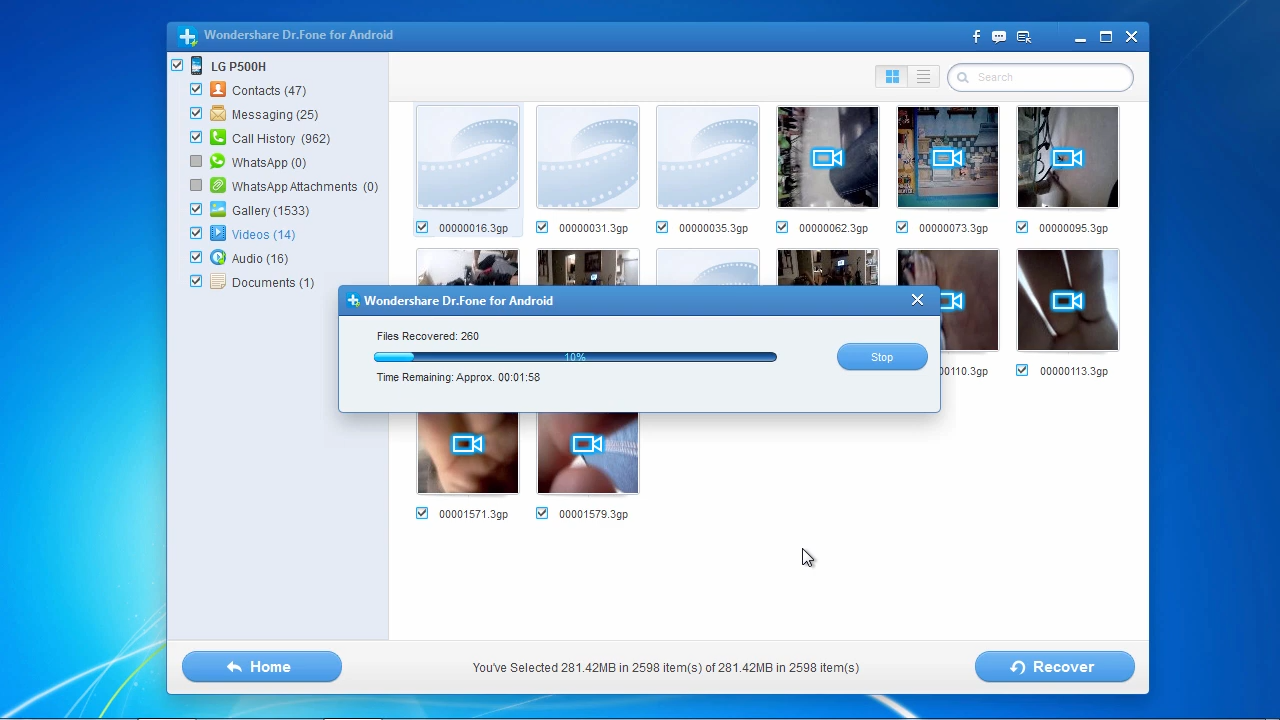 Wondershare Dr.Fone for Android
LG P500H
Contacts (47)
Messaging (25)
Call History (962)
WhatsApp (0)
WhatsApp Attachments (0)
Gallery (1533)
Videos (14)
Audio (16)
Documents (1)
Search
00000016.3gp
00000031.3gp
00000035.3gp
00000062.3gp
00000073.3gp
00000095.3gp
Wondershare Dr.Fone for Android
Files Recovered: 260
10%
Stop
Time Remaining: Approx. 00:01:58
00110.3gp
00000113.3gp
00001571.3gp
00001579.3gp
Home
You've Selected 281.42MB in 2598 item(s) of 281.42MB in 2598 item(s)
Recover